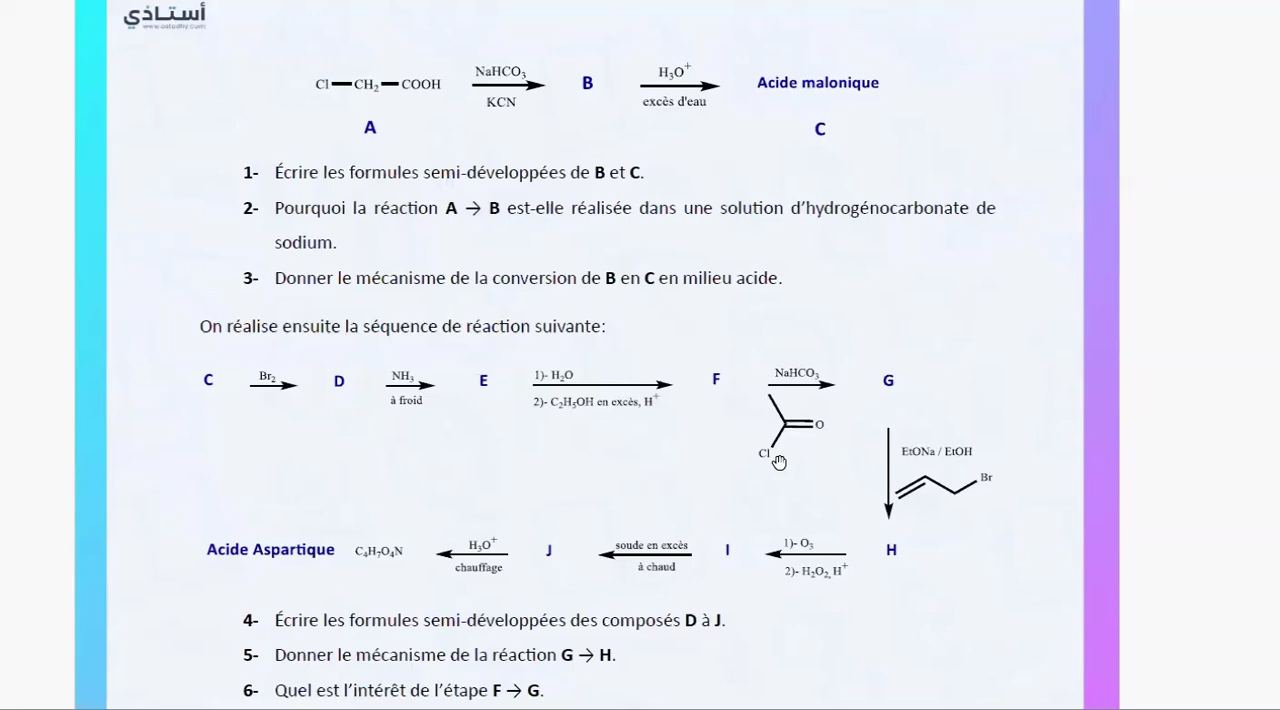 أستاذي
Cl—CH₂—COOH NaHCO₃ KCN B H₃O⁺ excès d'eau Acide malonique
A C
1- Écrire les formules semi-développées de B et C.
2- Pourquoi la réaction A → B est-elle réalisée dans une solution d'hydrogénocarbonate de
sodium.
3- Donner le mécanisme de la conversion de B en C en milieu acide.
On réalise ensuite la séquence de réaction suivante:
C Br₂ D NH₃ à froid E 1)- H₂O 2)- C₂H₅OH en excès, H⁺ F NaHCO₃ G
O
Cl
EtONa / EtOH
Br
Acide Aspartique C₄H₇O₄N H₃O⁺ chauffage J soude en excès à chaud I 1)- O₃ 2)- H₂O₂, H⁺ H
4- Écrire les formules semi-développées des composés D à J.
5- Donner le mécanisme de la réaction G → H.
6- Quel est l'intérêt de l'étape F → G.